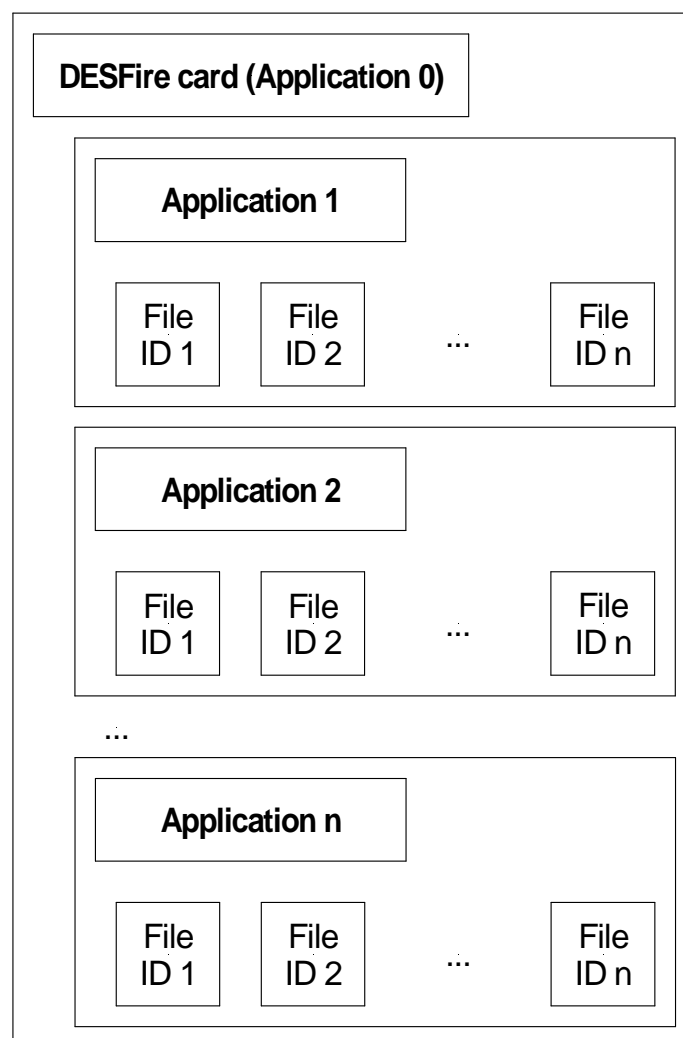 DESFire card (Application 0)
Application 1
File File File
ID 1 ID 2 ... ID n
Application 2
File File File
ID 1 ID 2 ... ID n
...
Application n
File File File
ID 1 ID 2 ... ID n